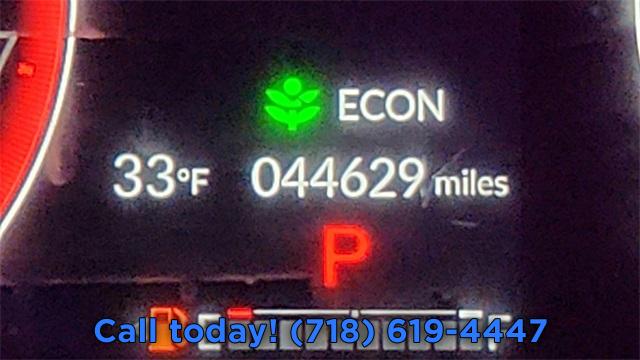 ECON
33°F 044629 miles
P
E F
Call today! (718) 619-4447